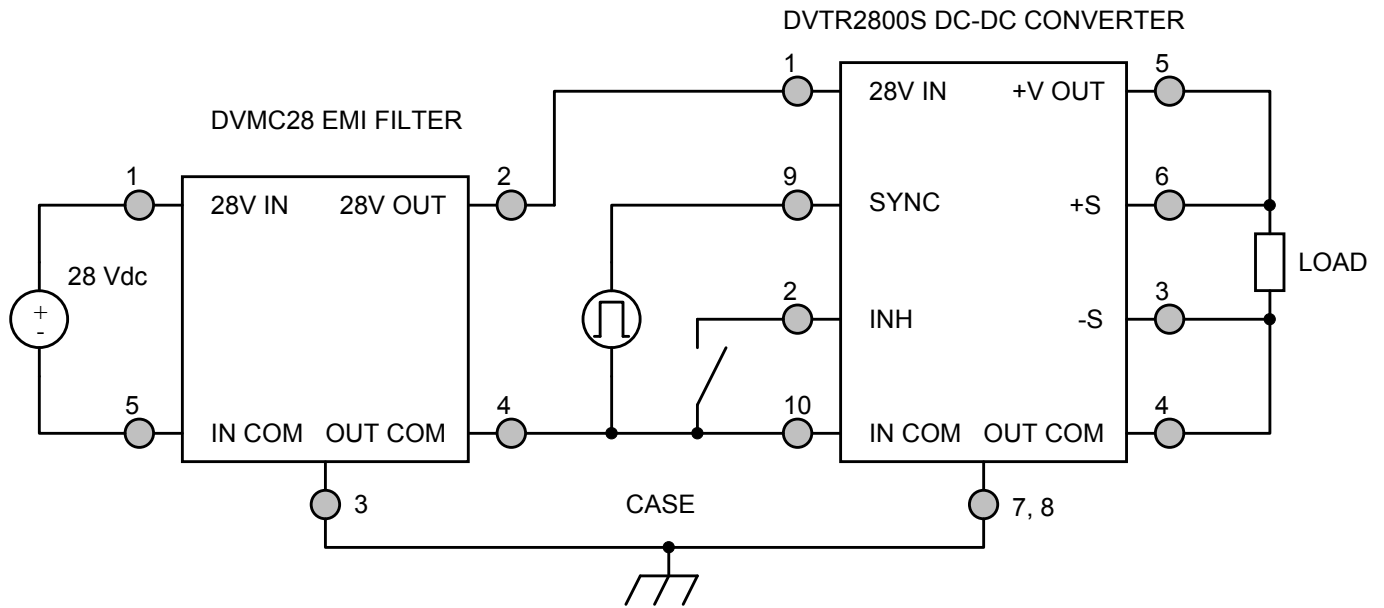 DVTR2800S DC-DC CONVERTER
1
5
28V IN
+V OUT
DVMC28 EMI FILTER
1
2
9
6
28V IN
28V OUT
SYNC
+S
28 Vdc
LOAD
+
-
2
3
INH
-S
5
4
10
4
IN COM
OUT COM
IN COM
OUT COM
3
CASE
7, 8